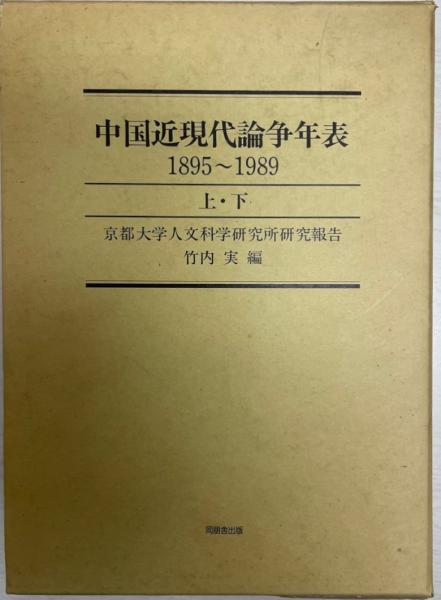 中国近現代論争年表
1895～1989
上・下
京都大学人文科学研究所研究報告
竹内 実 編
同朋舎出版